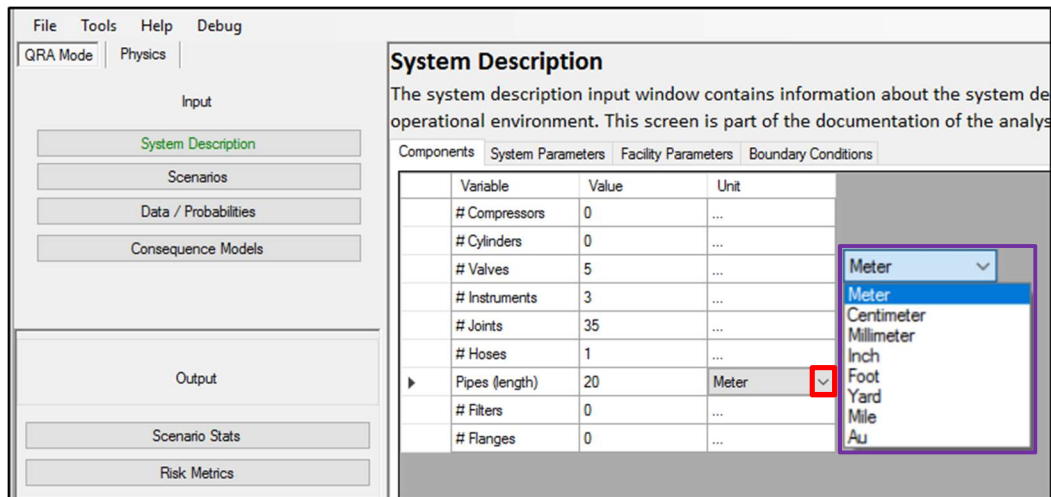 File Tools Help Debug
QRA Mode Physics
Input
System Description
Scenarios
Data / Probabilities
Consequence Models
Output
Scenario Stats
Risk Metrics
System Description
The system description input window contains information about the system de
operational environment. This screen is part of the documentation of the analys
Components System Parameters Facility Parameters Boundary Conditions
Variable Value Unit
# Compressors 0 ...
# Cylinders 0 ...
# Valves 5 ...
# Instruments 3 ...
# Joints 35 ...
# Hoses 1 ...
Pipes (length) 20 Meter
# Filters 0 ...
# Flanges 0 ...
Meter
Meter
Centimeter
Millimeter
Inch
Foot
Yard
Mile
Au